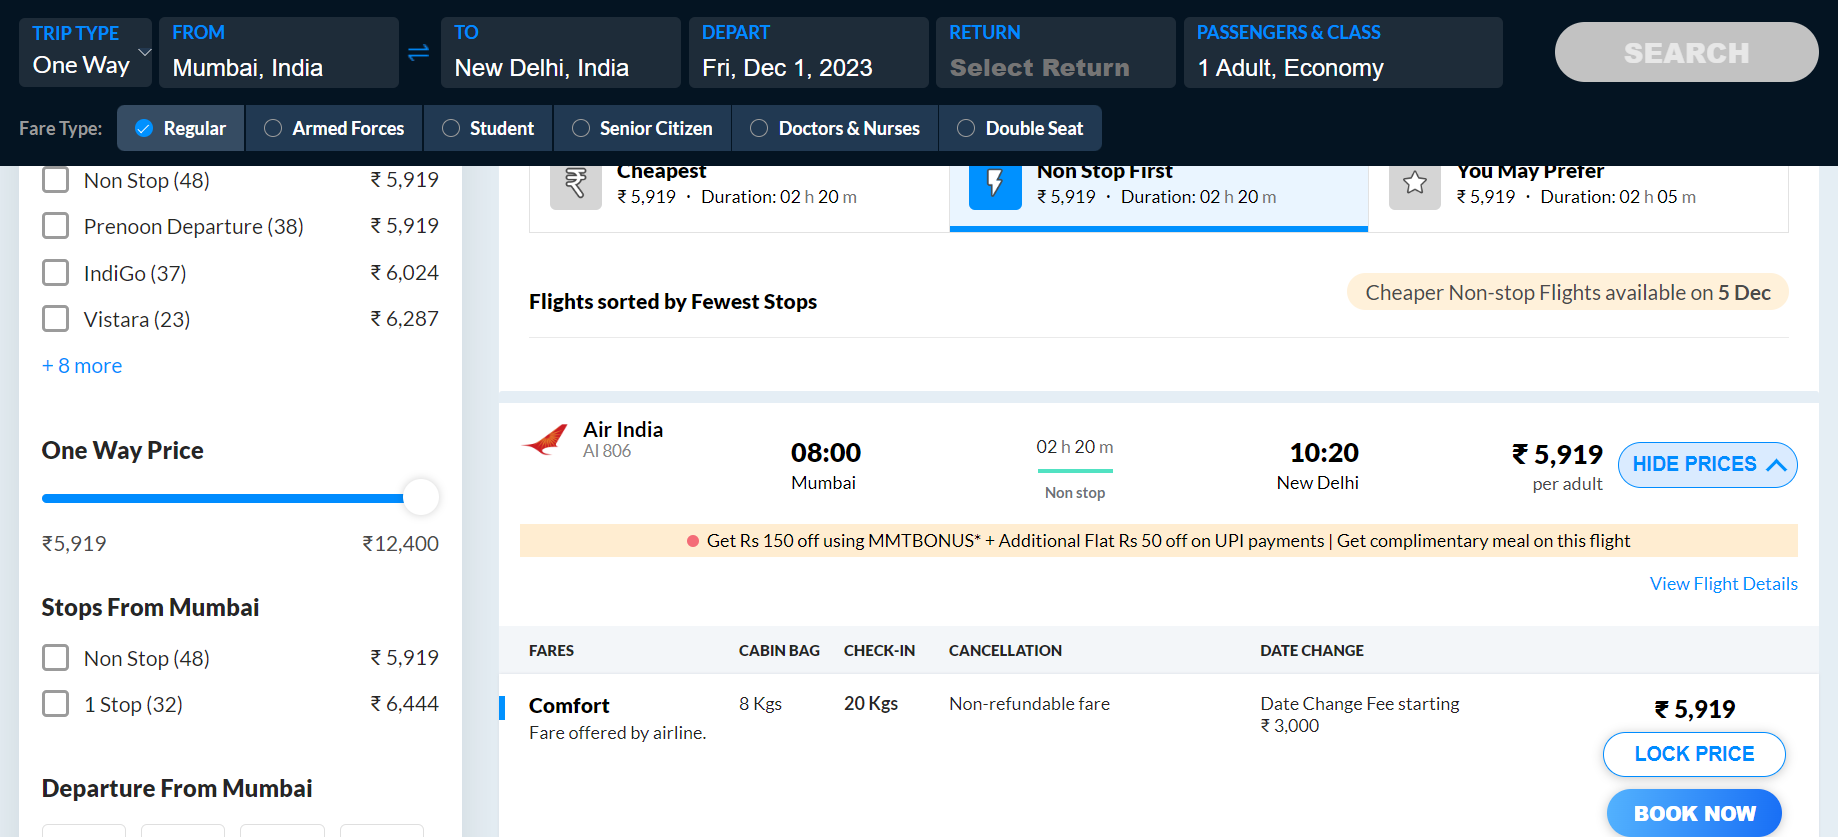 TRIP TYPE
One Way
FROM
Mumbai, India
TO
New Delhi, India
DEPART
Fri, Dec 1, 2023
RETURN
Select Return
PASSENGERS & CLASS
1 Adult, Economy
SEARCH
Fare Type:
Regular
Armed Forces
Student
Senior Citizen
Doctors & Nurses
Double Seat
Non Stop (48) ₹ 5,919
Prenoon Departure (38) ₹ 5,919
IndiGo (37) ₹ 6,024
Vistara (23) ₹ 6,287
+ 8 more
One Way Price
₹5,919 ₹12,400
Stops From Mumbai
Non Stop (48) ₹ 5,919
1 Stop (32) ₹ 6,444
Departure From Mumbai
Cheapest
₹ 5,919 · Duration: 02 h 20 m
Non Stop First
₹ 5,919 · Duration: 02 h 20 m
You May Prefer
₹ 5,919 · Duration: 02 h 05 m
Flights sorted by Fewest Stops
Cheaper Non-stop Flights available on 5 Dec
Air India
AI 806
08:00
Mumbai
02 h 20 m
Non stop
10:20
New Delhi
₹ 5,919
per adult
HIDE PRICES
Get Rs 150 off using MMTBONUS* + Additional Flat Rs 50 off on UPI payments | Get complimentary meal on this flight
View Flight Details
FARES CABIN BAG CHECK-IN CANCELLATION DATE CHANGE
Comfort
Fare offered by airline.
8 Kgs
20 Kgs
Non-refundable fare
Date Change Fee starting
₹ 3,000
₹ 5,919
LOCK PRICE
BOOK NOW